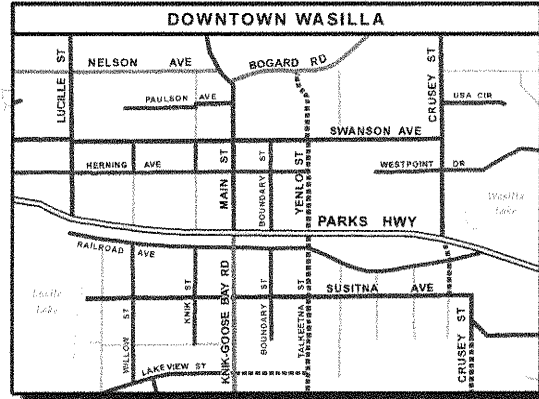 DOWNTOWN WASILLA
NELSON AVE
BOGARD RD
LUCILLE ST
CRUSEY ST
PAULSON AVE
USA CIR
SWANSON AVE
HERNING AVE
MAIN ST
BOUNDARY ST
YENLO ST
WESTPOINT DR
Wasilla
Lake
PARKS HWY
RAILROAD AVE
Lucile
Lake
WILLOW ST
KNIK ST
KNIK-GOOSE BAY RD
BOUNDARY ST
TALKEETNA ST
SUSITNA AVE
CRUSEY ST
LAKEVIEW ST